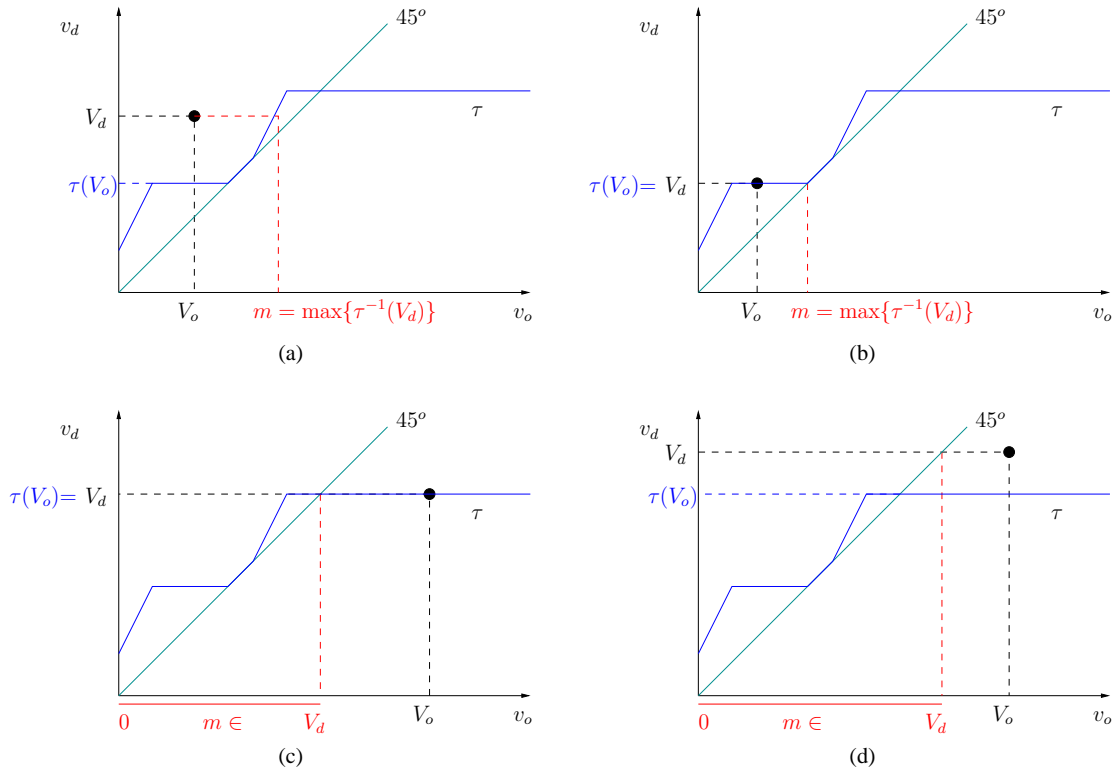 v_d
45^o
V_d
τ
τ(V_o)
V_o
m = max{τ^{-1}(V_d)}
v_o
(a)
v_d
45^o
τ
τ(V_o)= V_d
V_o
m = max{τ^{-1}(V_d)}
v_o
(b)
v_d
45^o
τ(V_o)= V_d
τ
0
m ∈
V_d
V_o
v_o
(c)
v_d
45^o
V_d
τ(V_o)
τ
0
m ∈
V_d
V_o
v_o
(d)